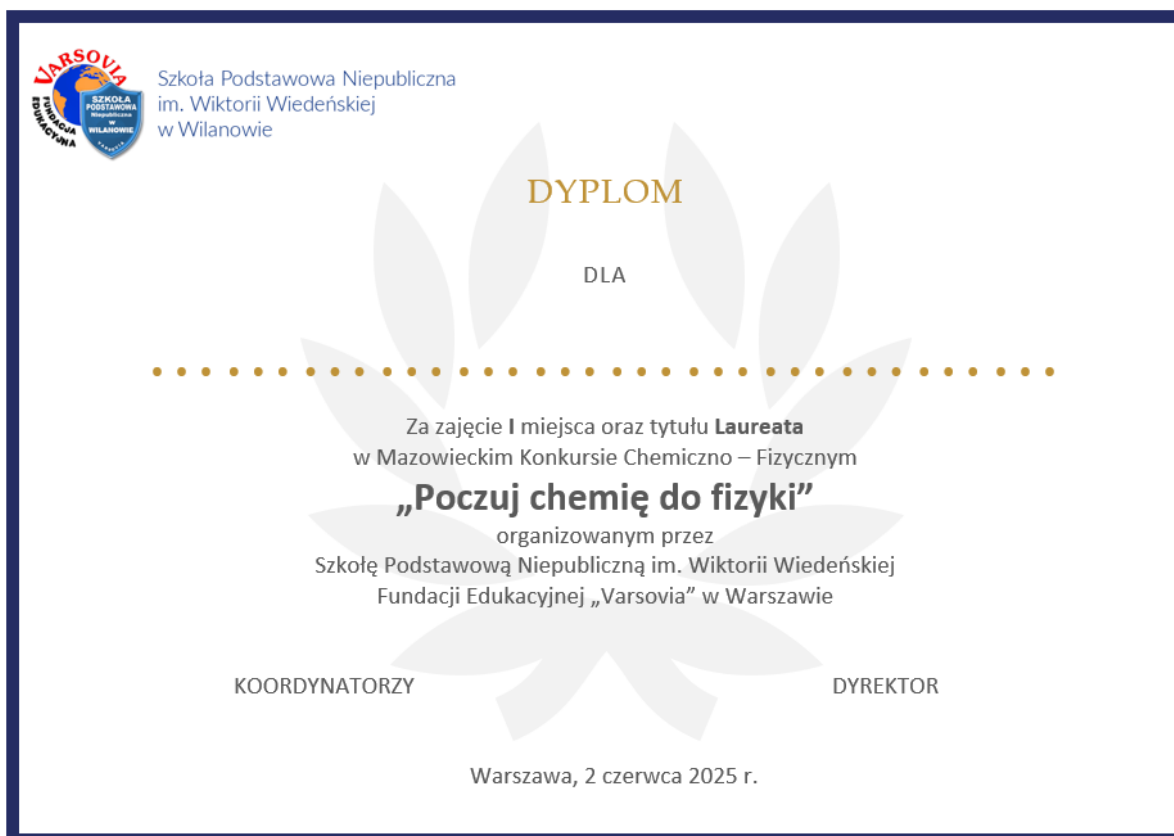 VARSOVIA
FUNDACJA
EDUKACYJNA
SZKOŁA
PODSTAWOWA
Niepubliczna
w
WILANOWIE
VARSOVIA
Szkoła Podstawowa Niepubliczna
im. Wiktorii Wiedeńskiej
w Wilanowie
DYPLOM
DLA
Za zajęcie I miejsca oraz tytułu Laureata
w Mazowieckim Konkursie Chemiczno – Fizycznym
„Poczuj chemię do fizyki”
organizowanym przez
Szkołę Podstawową Niepubliczną im. Wiktorii Wiedeńskiej
Fundacji Edukacyjnej „Varsovia” w Warszawie
KOORDYNATORZY
DYREKTOR
Warszawa, 2 czerwca 2025 r.